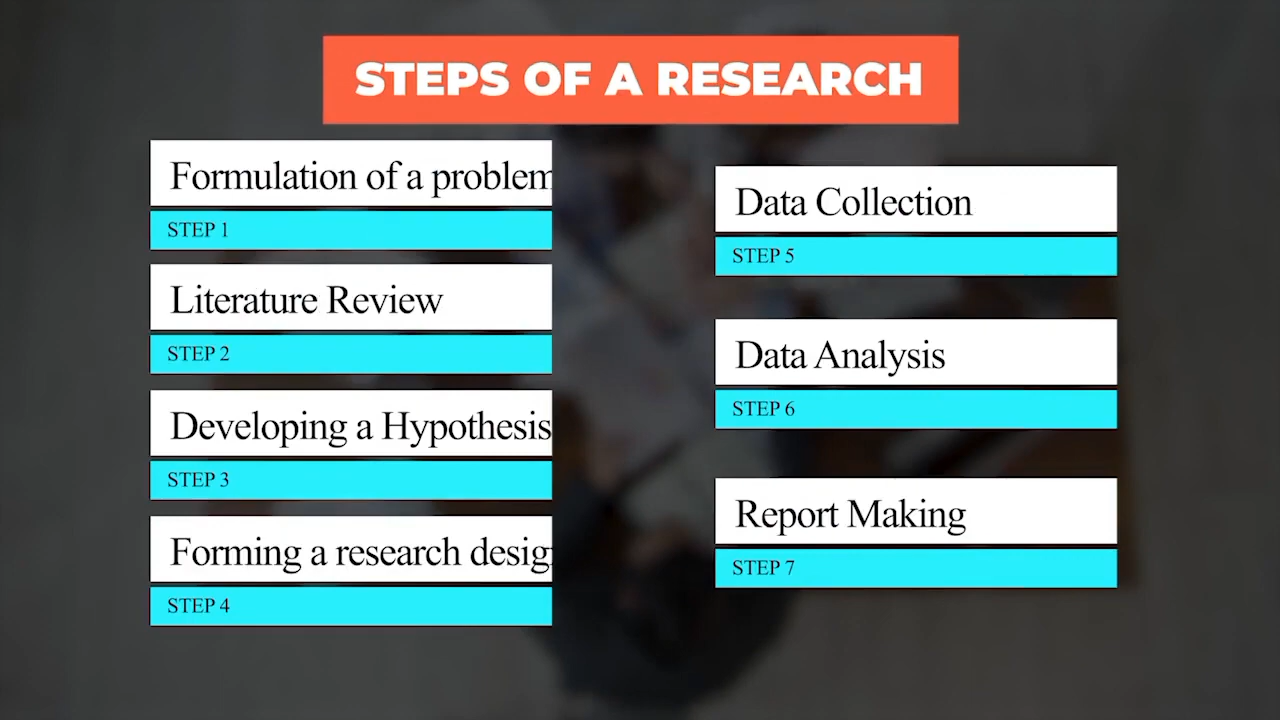 STEPS OF A RESEARCH
Formulation of a problem
STEP 1
Literature Review
STEP 2
Developing a Hypothesis
STEP 3
Forming a research desig
STEP 4
Data Collection
STEP 5
Data Analysis
STEP 6
Report Making
STEP 7